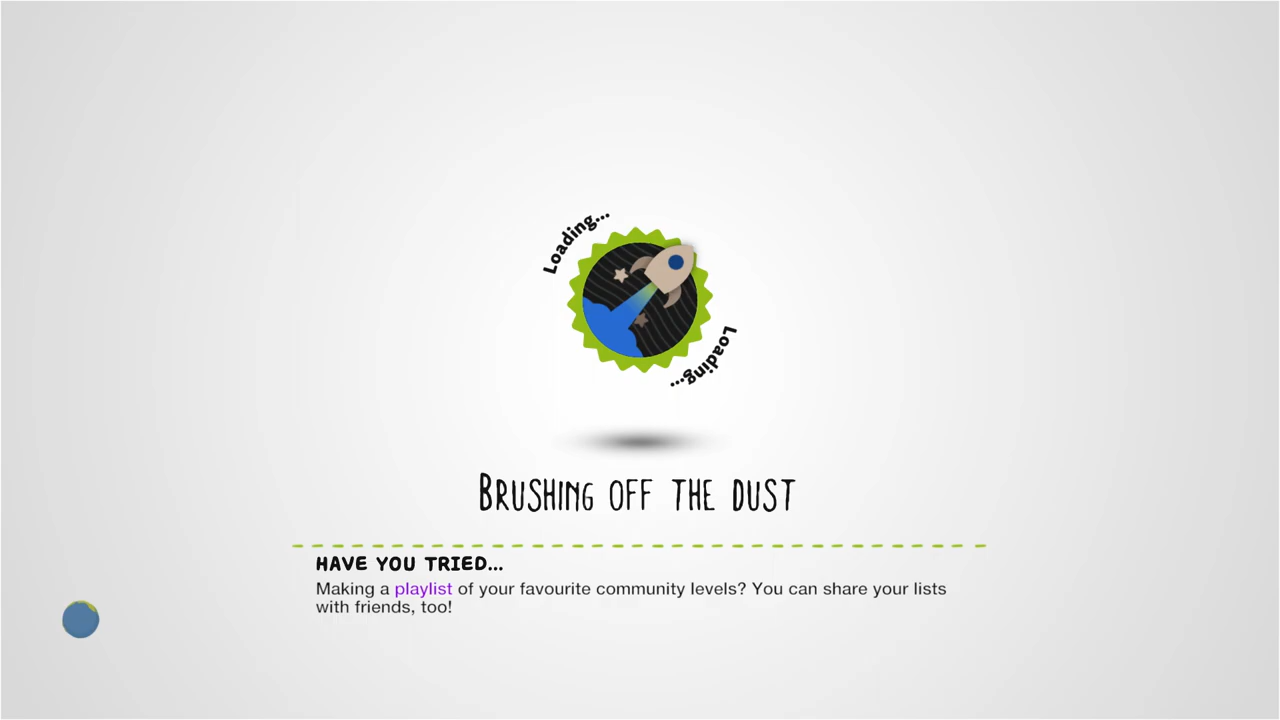 Loading...
Loading...
BRUSHING OFF THE DUST
HAVE YOU TRIED...
Making a playlist of your favourite community levels? You can share your lists
with friends, too!